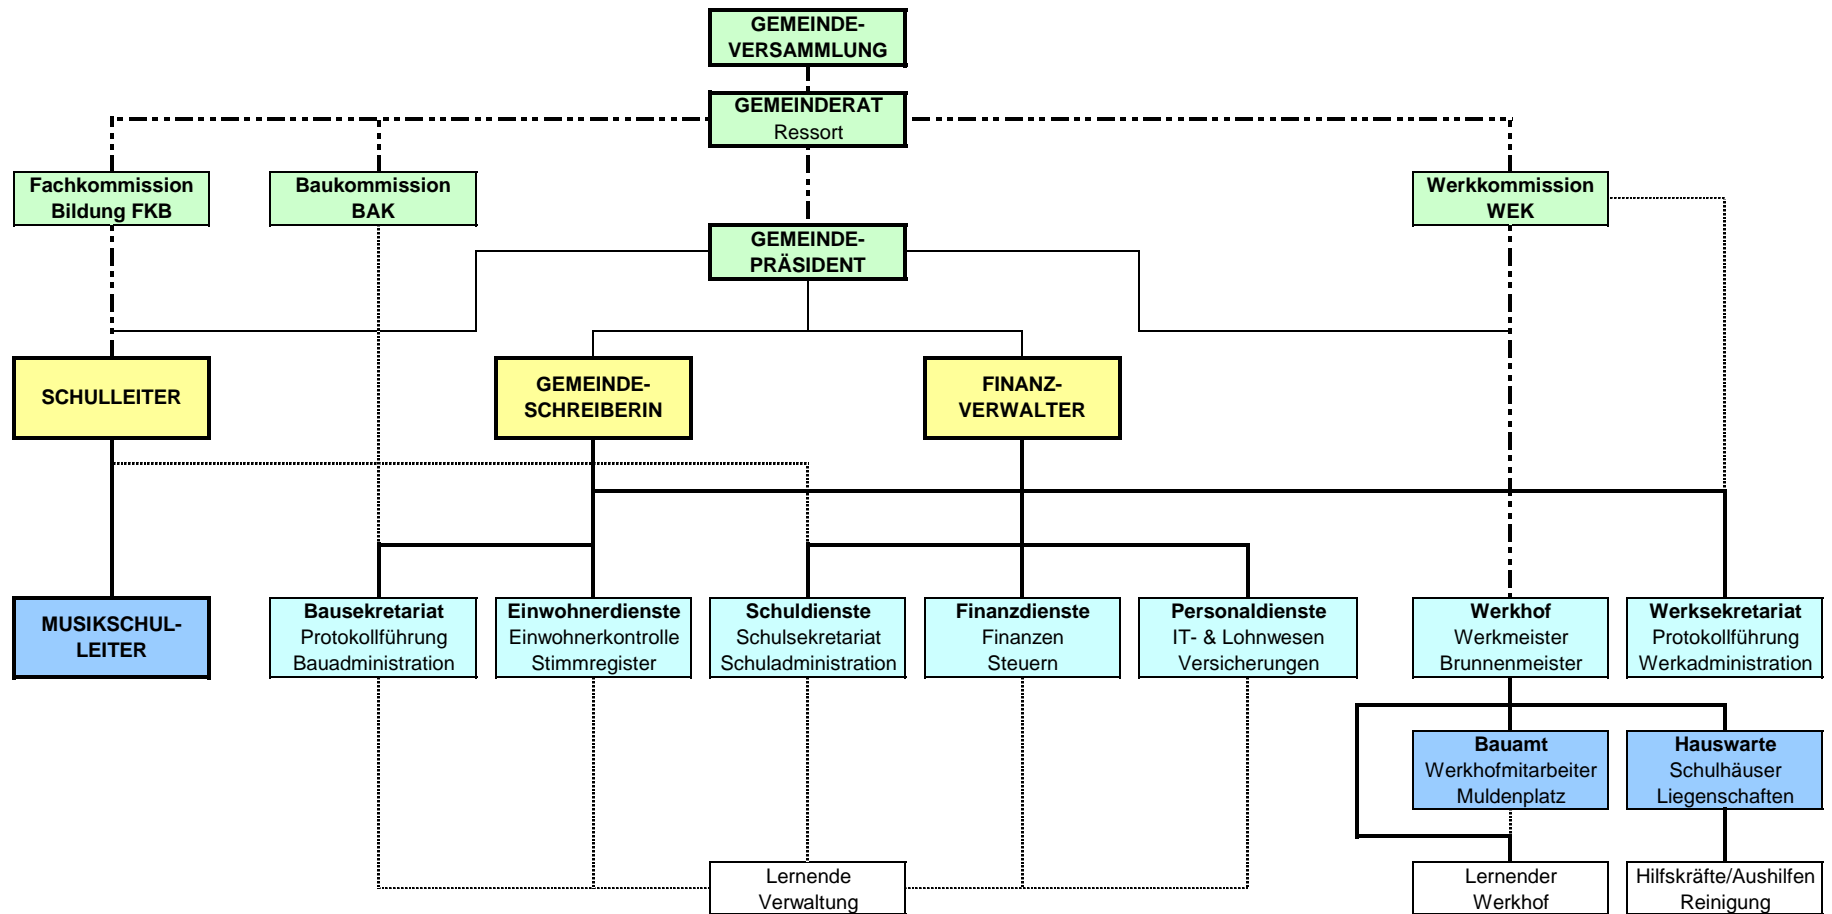 GEMEINDE-
VERSAMMLUNG
GEMEINDERAT
Ressort
Fachkommission
Bildung FKB
Baukommission
BAK
Werkkommission
WEK
GEMEINDE-
PRÄSIDENT
SCHULLEITER
GEMEINDE-
SCHREIBERIN
FINANZ-
VERWALTER
MUSIKSCHUL-
LEITER
Bausekretariat
Protokollführung
Bauadministration
Einwohnerdienste
Einwohnerkontrolle
Stimmregister
Schuldienste
Schulsekretariat
Schuladministration
Finanzdienste
Finanzen
Steuern
Personaldienste
IT- & Lohnwesen
Versicherungen
Werkhof
Werkmeister
Brunnenmeister
Werksekretariat
Protokollführung
Werkadministration
Bauamt
Werkhofmitarbeiter
Muldenplatz
Hauswarte
Schulhäuser
Liegenschaften
Lernende
Verwaltung
Lernender
Werkhof
Hilfskräfte/Aushilfen
Reinigung